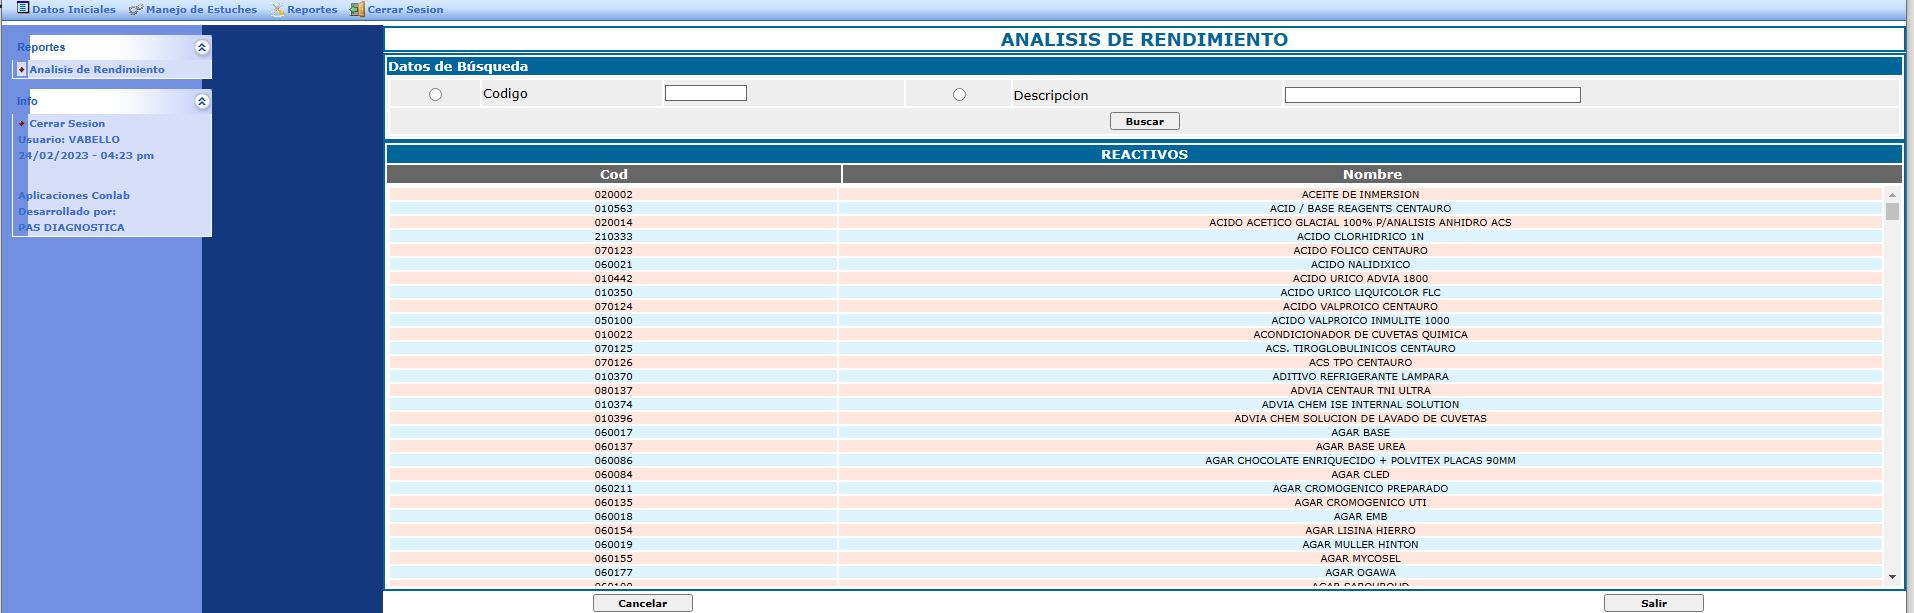 Datos Iniciales Manejo de Estuches Reportes Cerrar Sesion
Reportes
Analisis de Rendimiento
Info
Cerrar Sesion
Usuario: VABELLO
24/02/2023 - 04:23 pm
Aplicaciones Conlab
Desarrollado por:
PAS DIAGNOSTICA
ANALISIS DE RENDIMIENTO
Datos de Búsqueda
Codigo Descripcion
Buscar
REACTIVOS
Cod Nombre
020002 ACEITE DE INMERSION
010563 ACID / BASE REAGENTS CENTAURO
020014 ACIDO ACETICO GLACIAL 100% P/ANALISIS ANHIDRO ACS
210333 ACIDO CLORHIDRICO 1N
070123 ACIDO FOLICO CENTAURO
060021 ACIDO NALIDIXICO
010442 ACIDO URICO ADVIA 1800
010350 ACIDO URICO LIQUICOLOR FLC
070124 ACIDO VALPROICO CENTAURO
050100 ACIDO VALPROICO INMULITE 1000
010022 ACONDICIONADOR DE CUVETAS QUIMICA
070125 ACS. TIROGLOBULINICOS CENTAURO
070126 ACS TPO CENTAURO
010370 ADITIVO REFRIGERANTE LAMPARA
080137 ADVIA CENTAUR TNI ULTRA
010374 ADVIA CHEM ISE INTERNAL SOLUTION
010396 ADVIA CHEM SOLUCION DE LAVADO DE CUVETAS
060017 AGAR BASE
060137 AGAR BASE UREA
060086 AGAR CHOCOLATE ENRIQUECIDO + POLVITEX PLACAS 90MM
060084 AGAR CLED
060211 AGAR CROMOGENICO PREPARADO
060135 AGAR CROMOGENICO UTI
060018 AGAR EMB
060154 AGAR LISINA HIERRO
060019 AGAR MULLER HINTON
060155 AGAR MYCOSEL
060177 AGAR OGAWA
Cancelar Salir